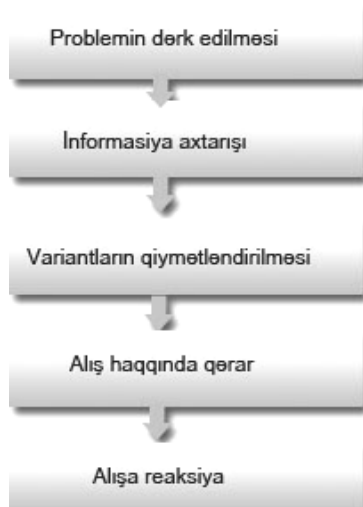 Problemin dərk edilməsi
İnformasiya axtarışı
Variantların qiymətləndirilməsi
Alış haqqında qərar
Alışa reaksiya